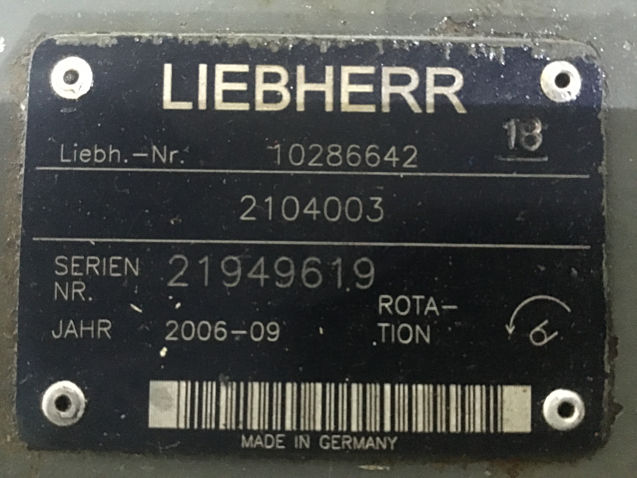 LIEBHERR
18
Liebh.-Nr. 10286642
2104003
SERIEN NR. 21949619
JAHR 2006-09
ROTA-
TION
MADE IN GERMANY